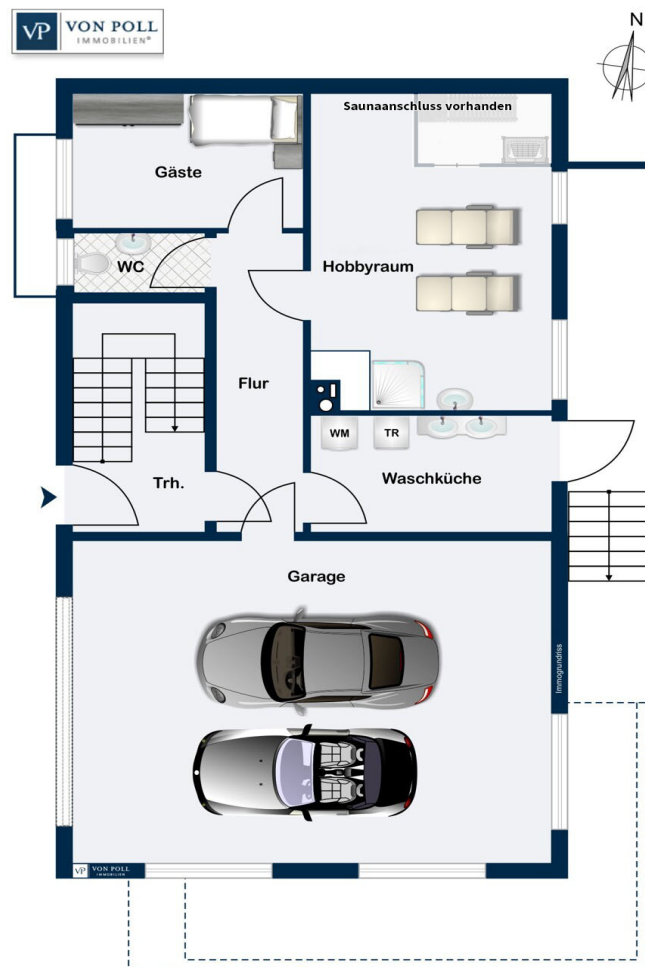 VP VON POLL
IMMOBILIEN®
N
Saunaanschluss vorhanden
Gäste
WC
Hobbyraum
Flur
WM
TR
Trh.
Waschküche
Garage
Immogrundriss
VP VON POLL
IMMOBILIEN